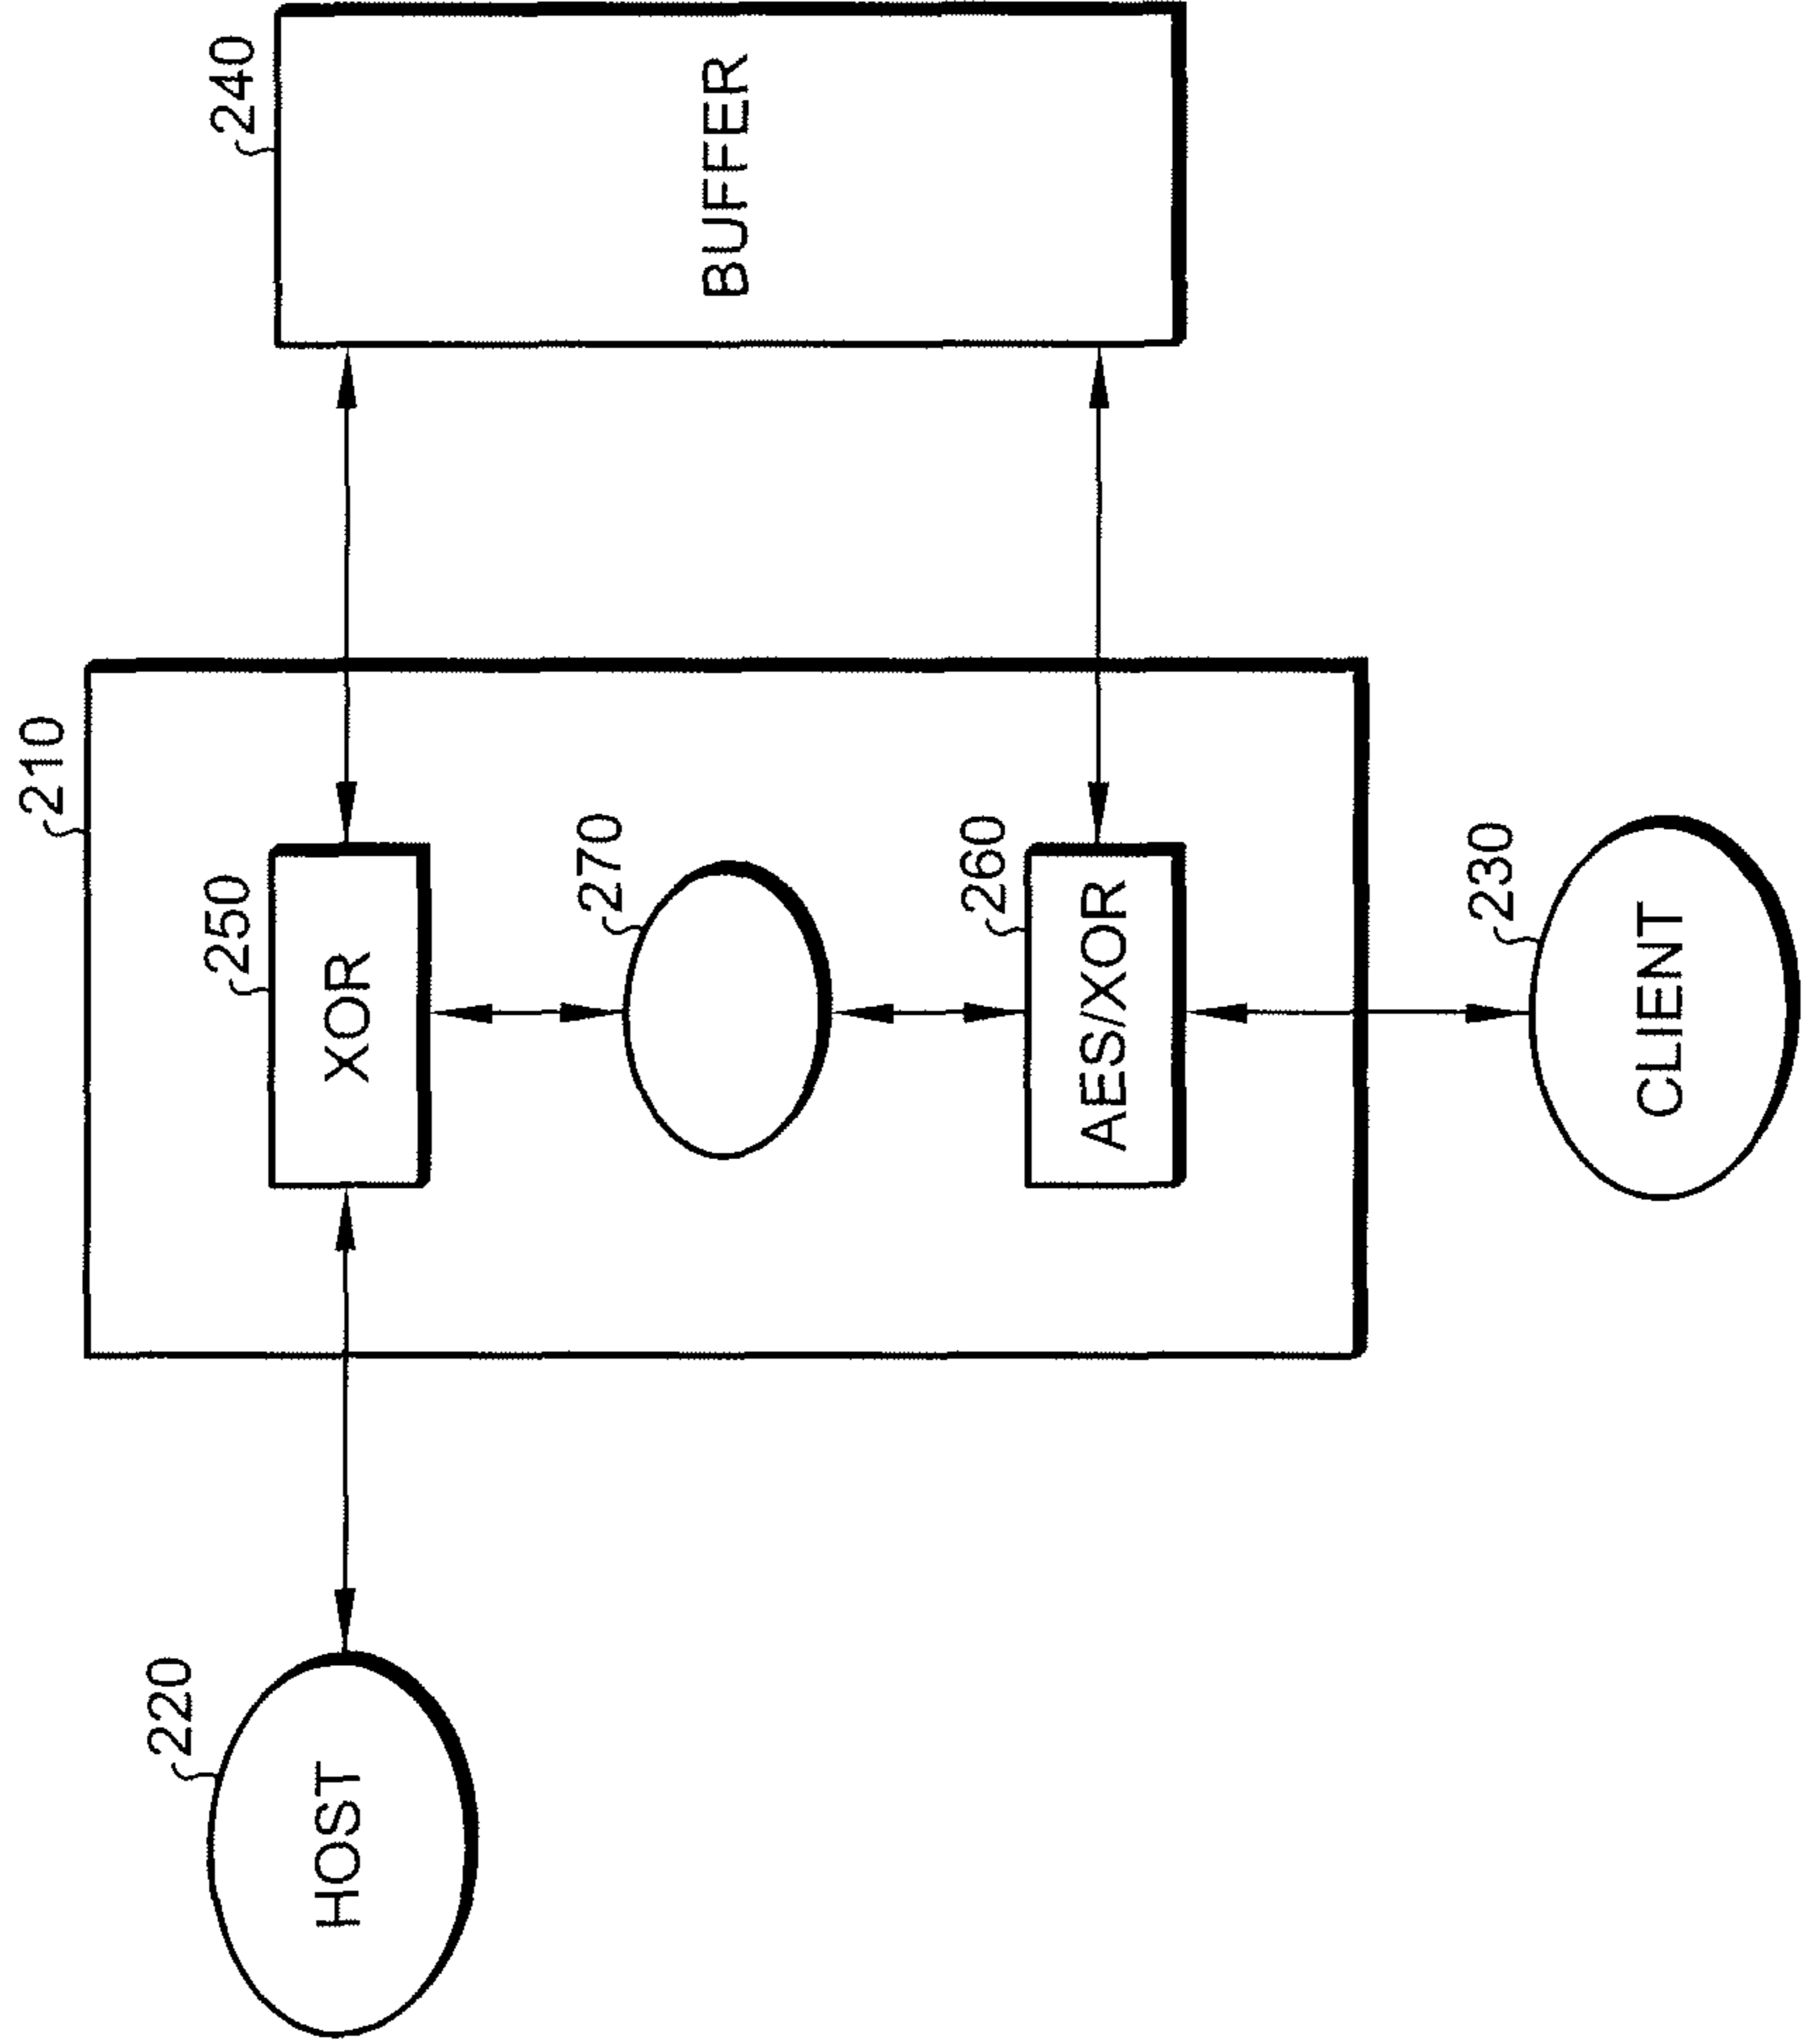 210
240
250
220
XOR
HOST
270
BUFFER
260
AES/XOR
230
CLIENT